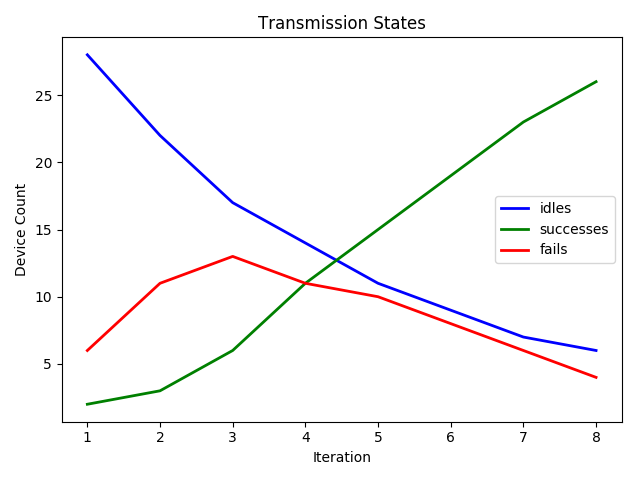 Transmission States
Device Count
25
20
15
10
5
idles
successes
fails
1 2 3 4 5 6 7 8
Iteration